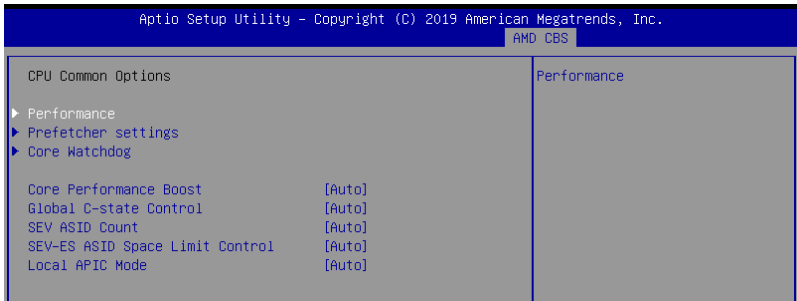 Aptio Setup Utility – Copyright (C) 2019 American Megatrends, Inc.
AMD CBS
CPU Common Options
Performance
Performance
Prefetcher settings
Core Watchdog
Core Performance Boost [Auto]
Global C-state Control [Auto]
SEV ASID Count [Auto]
SEV-ES ASID Space Limit Control [Auto]
Local APIC Mode [Auto]